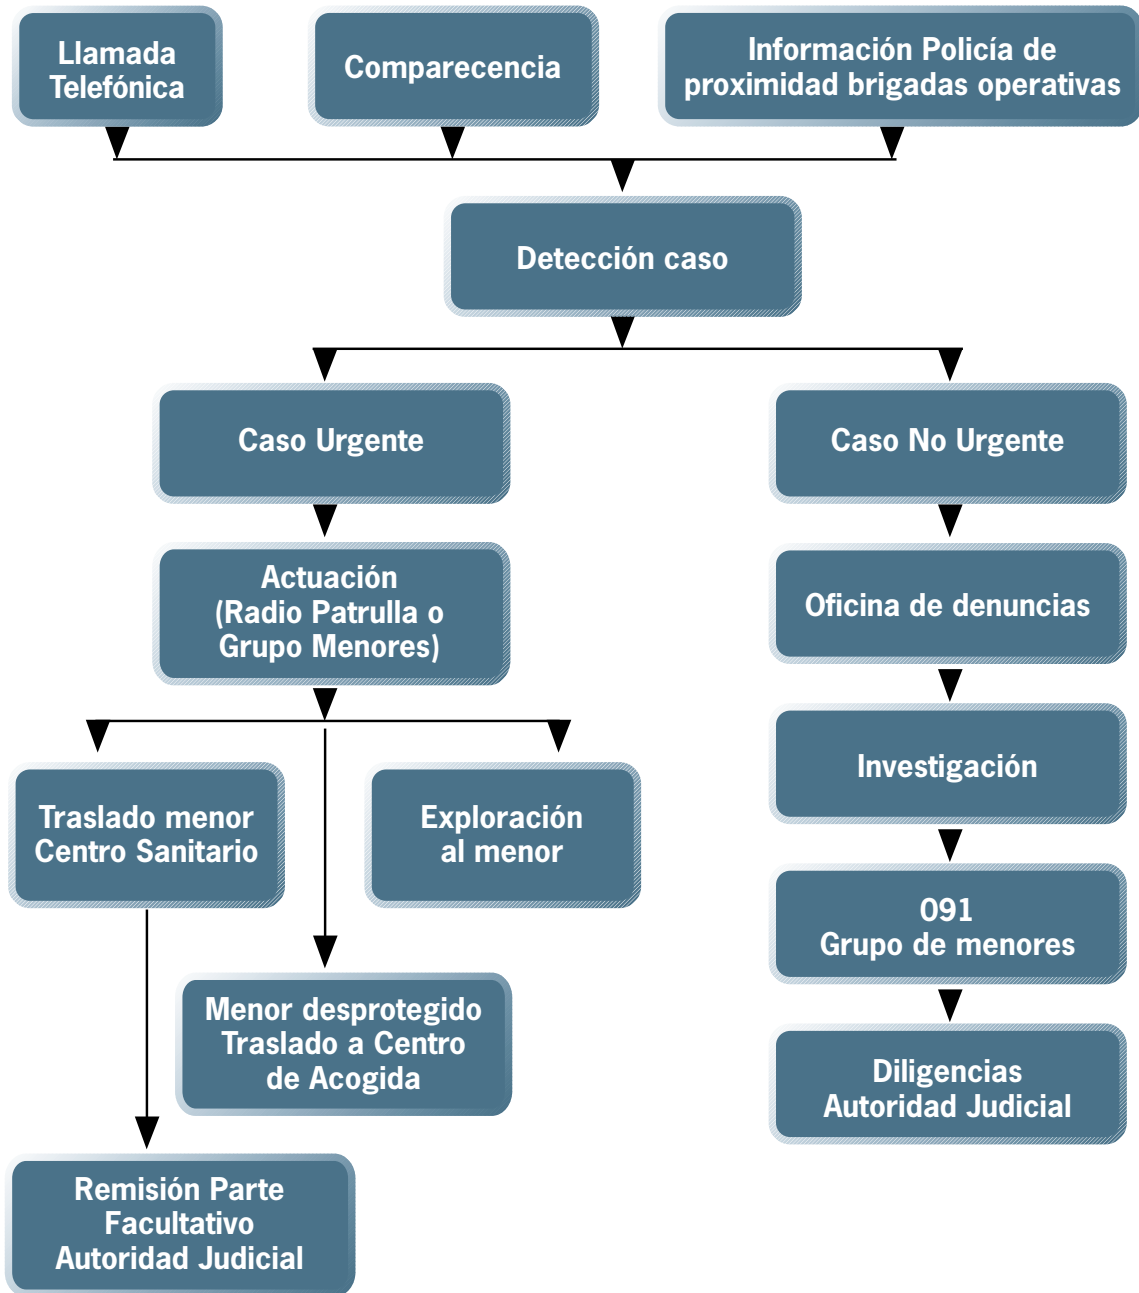 Llamada
Telefónica
Comparecencia
Información Policía de
proximidad brigadas operativas
Detección caso
Caso Urgente
Caso No Urgente
Actuación
(Radio Patrulla o
Grupo Menores)
Oficina de denuncias
Investigación
Traslado menor
Centro Sanitario
Exploración
al menor
091
Grupo de menores
Menor desprotegido
Traslado a Centro
de Acogida
Diligencias
Autoridad Judicial
Remisión Parte
Facultativo
Autoridad Judicial